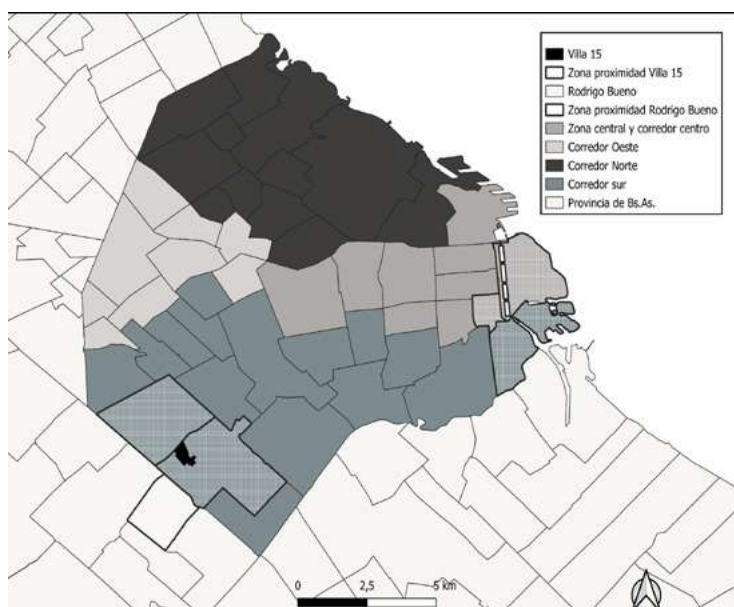 Villa 15
Zona proximidad Villa 15
Rodrigo Bueno
Zona proximidad Rodrigo Bueno
Zona central y corredor centro
Corredor Oeste
Corredor Norte
Corredor sur
Provincia de Bs.As.
0 2,5 5 km